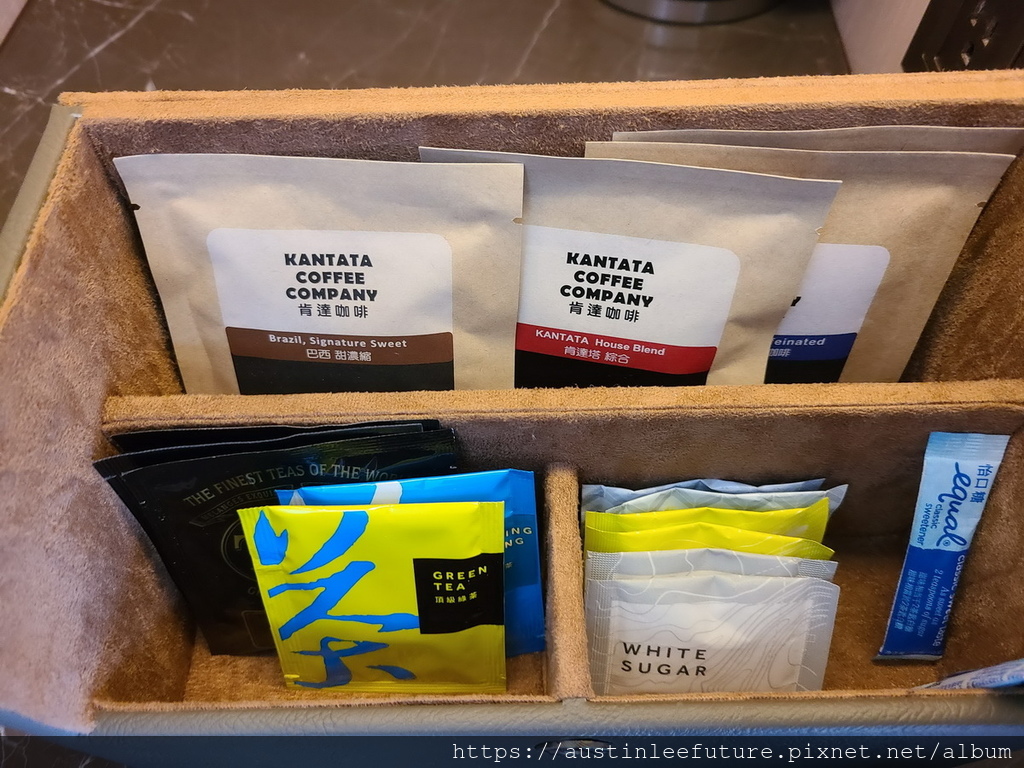 KANTATA
COFFEE
COMPANY
肯達咖啡
Brazil, Signature Sweet
巴西 甜濃縮
KANTATA
COFFEE
COMPANY
肯達咖啡
KANTATA House Blend
肯達塔 綜合
einated
咖啡
THE FINEST TEAS OF THE
GREEN
TEA
頂級綠茶
ING
NG
茶
WHITE
SUGAR
怡口糖
equal
classic
sweetener
https://austinleefuture.pixnet.net/album